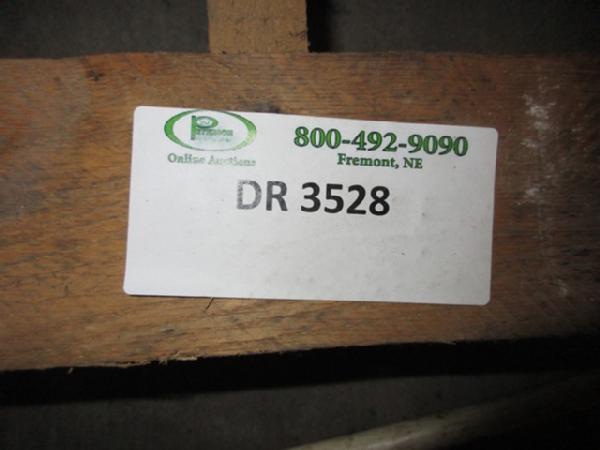 Online Auctions
800-492-9090
Fremont, NE
DR 3528